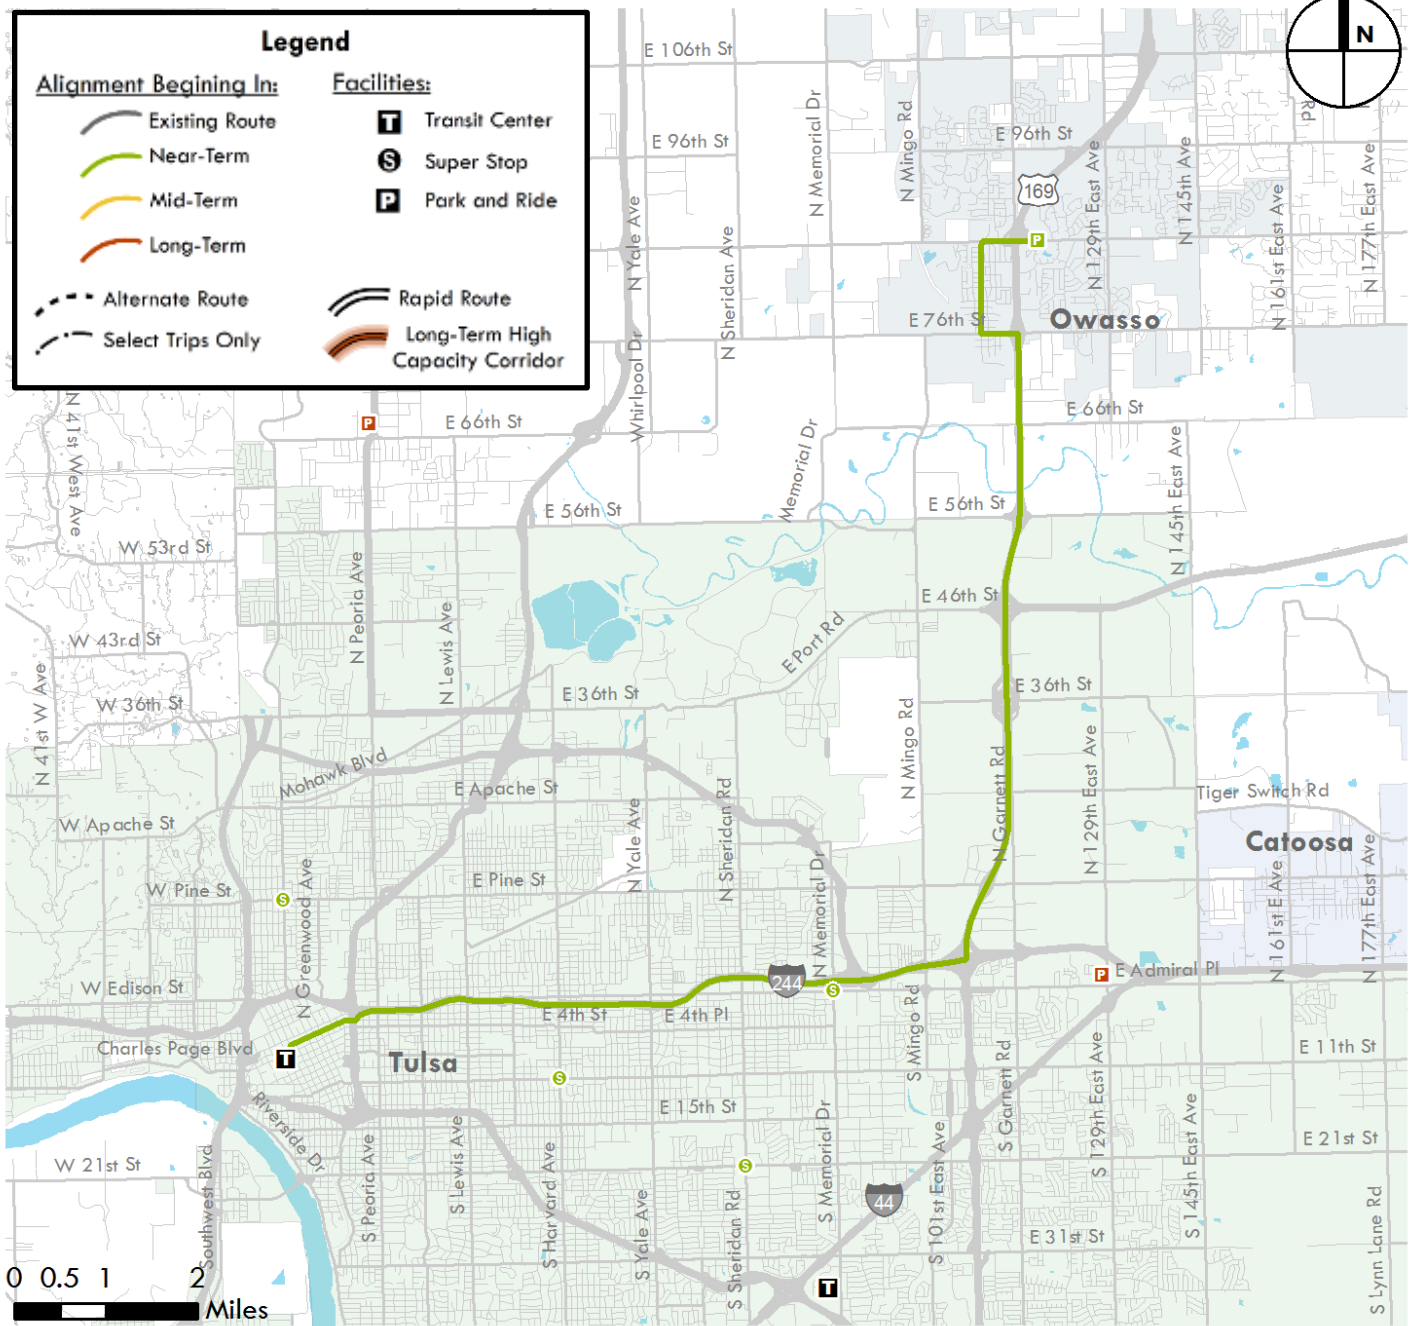 Legend
Alignment Begining In:
Existing Route
Near-Term
Mid-Term
Long-Term
Alternate Route
Select Trips Only
Facilities:
T Transit Center
S Super Stop
P Park and Ride
Rapid Route
Long-Term High
Capacity Corridor
N
E 106th St
E 96th St
E 96th St
N Memorial Dr
N Mingo Rd
Rd
169
N 129th East Ave
N 145th Ave
N 161st East Ave
N 177th East Ave
N Yale Ave
N Sheridan Ave
P
E 76th St
Owasso
Whirlpool Dr
N 41st West Ave
P
E 66th St
E 66th St
Memorial Dr
N 145th East Ave
E 56th St
E 56th St
W 53rd St
N Peoria Ave
N Lewis Ave
E 46th St
E Port Rd
W 43rd St
N 41st W Ave
W 36th St
E 36th St
E 36th St
N Mingo Rd
N Garnett Rd
N 129th East Ave
Mohawk Blvd
E Apache St
N Yale Ave
N Sheridan Rd
Tiger Switch Rd
W Apache St
Catoosa
N Memorial Dr
W Pine St
S
N Greenwood Ave
E Pine St
N 161st E Ave
N 177th East Ave
P
E Admiral Pl
244
S
W Edison St
E 4th St
E 4th Pl
S Mingo Rd
Charles Page Blvd
T
Tulsa
S
S Garnett Rd
S 129th East Ave
E 11th St
Riverside Dr
E 15th St
S Memorial Dr
S 145th East Ave
E 21st St
W 21st St
Southwest Blvd
S Peoria Ave
S Lewis Ave
S Harvard Ave
S Yale Ave
S Sheridan Rd
S
44
S 101st East Ave
E 31st St
S Lynn Lane Rd
T
0 0.5 1 2
Miles